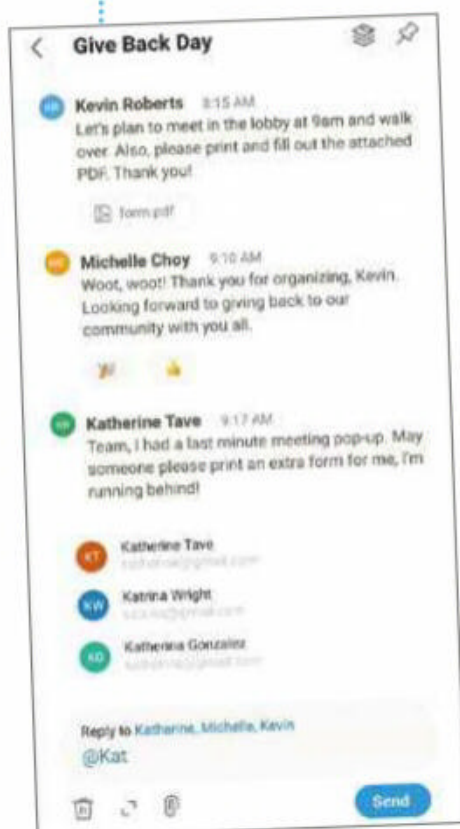 Give Back Day
Kevin Roberts 8:15 AM
Let's plan to meet in the lobby at 9am and walk
over. Also, please print and fill out the attached
PDF. Thank you!
form.pdf
Michelle Choy 9:10 AM
Woot, woot! Thank you for organizing, Kevin.
Looking forward to giving back to our
community with you all.
Katherine Tave 9:17 AM
Team, I had a last minute meeting pop-up. May
someone please print an extra form for me, I'm
running behind!
KT Katherine Tave
KW Katrina Wright
KG Katherina Gonzalez
Reply to Katherine, Michelle, Kevin
@Kat
Send